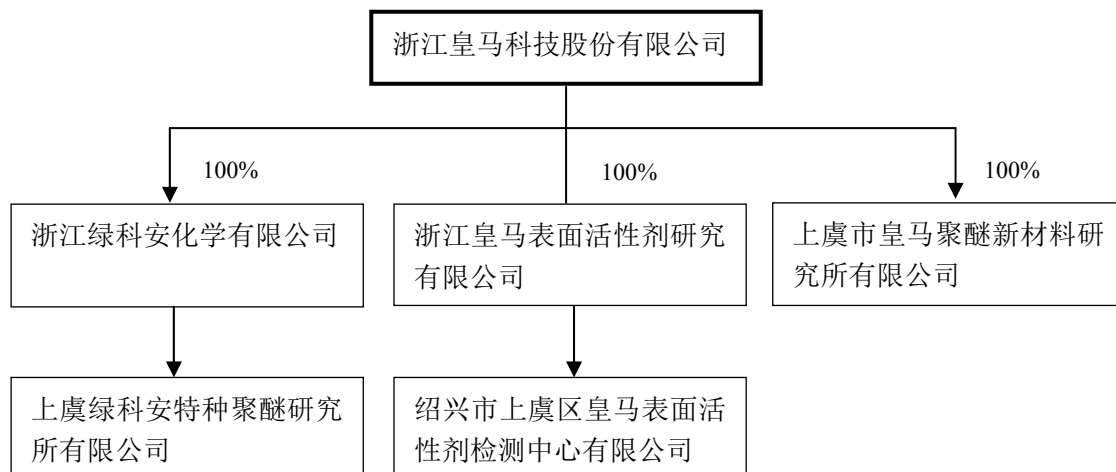 浙江皇马科技股份有限公司
100%
100%
100%
浙江绿科安化学有限公司
浙江皇马表面活性剂研究
有限公司
上虞市皇马聚醚新材料研
究所有限公司
上虞绿科安特种聚醚研究
所有限公司
绍兴市上虞区皇马表面活
性剂检测中心有限公司